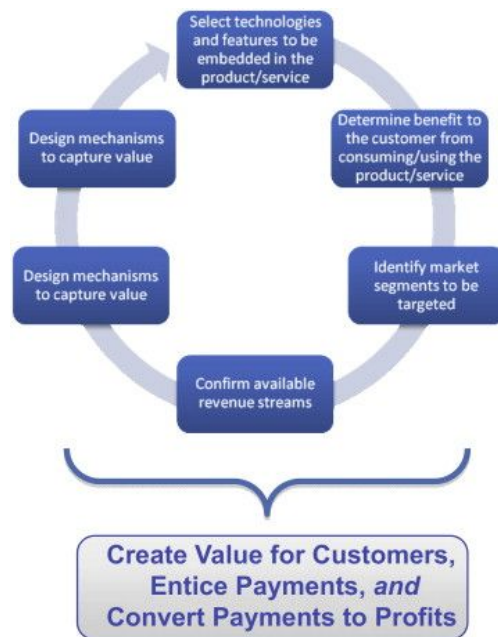 Select technologies
and features to be
embedded in the
product/service
Determine benefit to
the customer from
consuming/using the
product/service
Identify market
segments to be
targeted
Confirm available
revenue streams
Design mechanisms
to capture value
Design mechanisms
to capture value
Create Value for Customers,
Entice Payments, and
Convert Payments to Profits